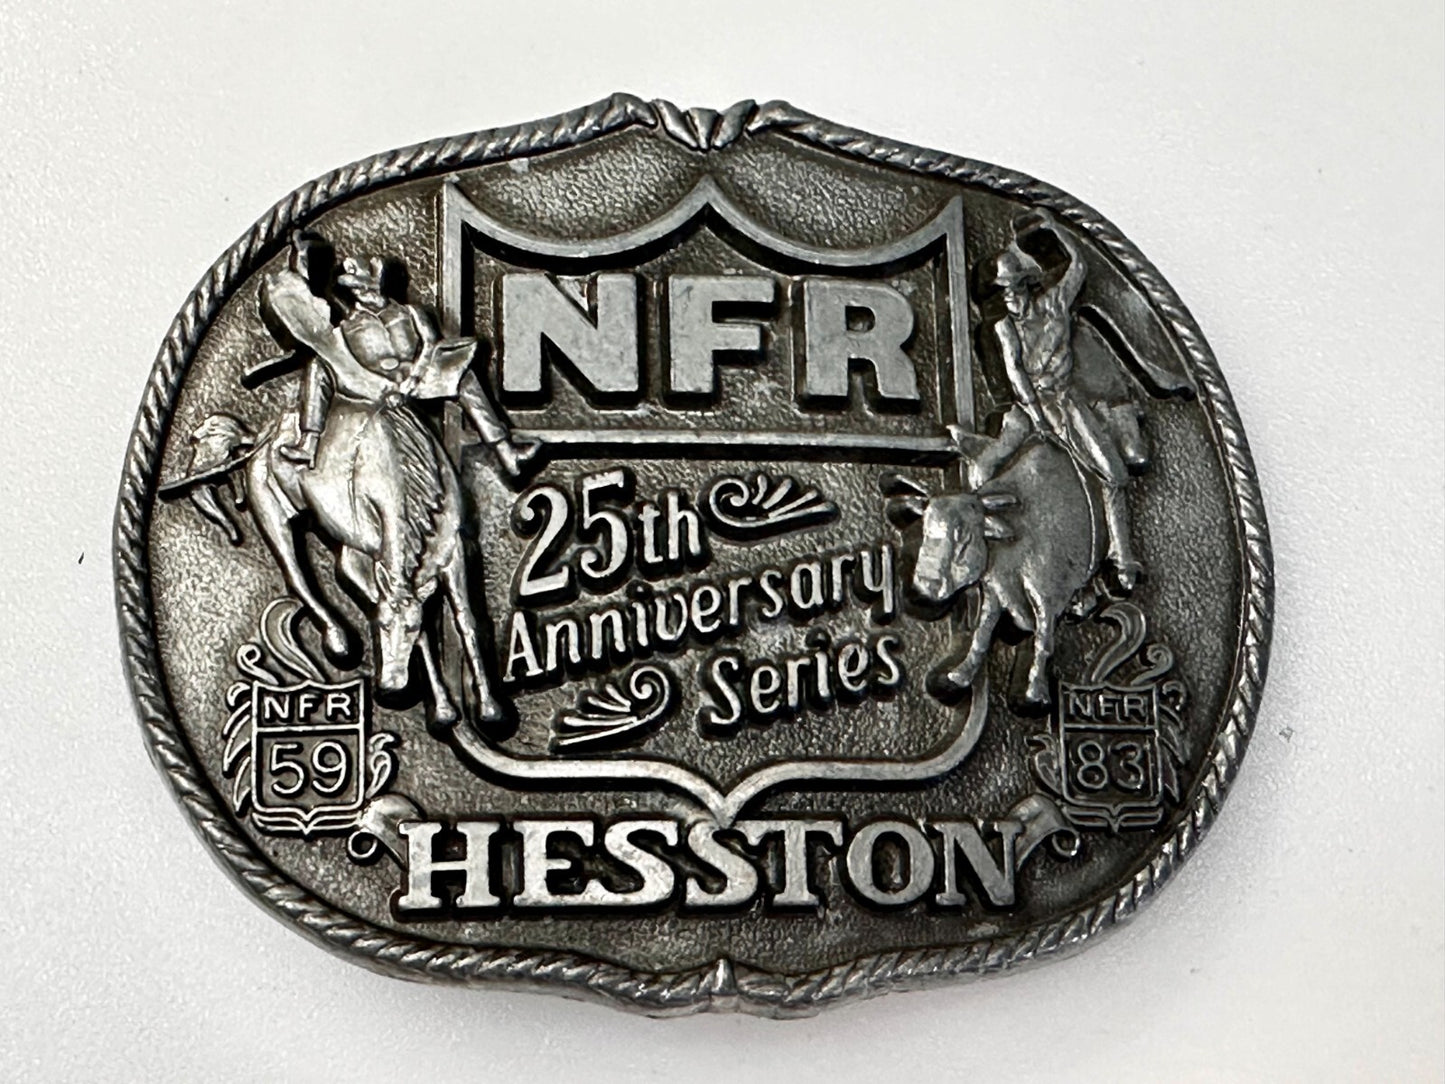 NFR
25th
Anniversary
Series
NFR
59
NFR
83
HESSTON